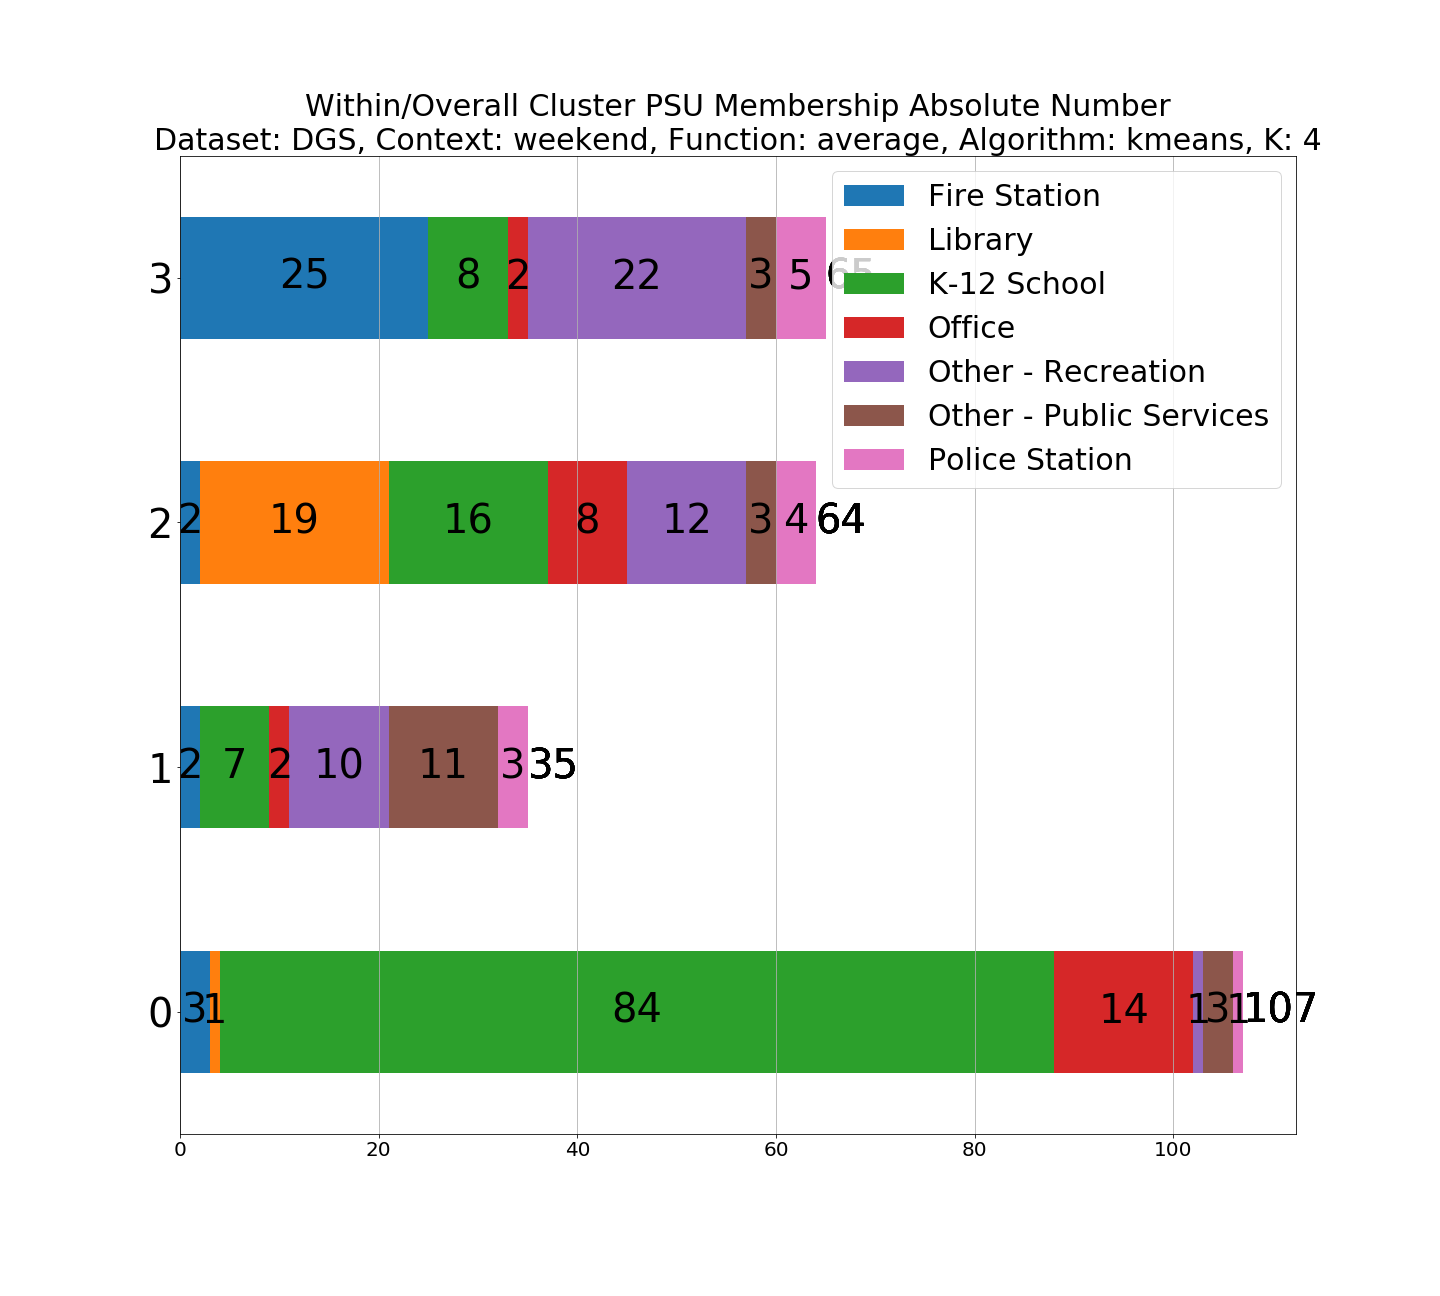 Within/Overall Cluster PSU Membership Absolute Number
Dataset: DGS, Context: weekend, Function: average, Algorithm: kmeans, K: 4
Fire Station
Library
K-12 School
Office
Other - Recreation
Other - Public Services
Police Station
3 25 8 2 22 3 5 65
2 2 19 16 8 12 3 4 64
1 2 7 2 10 11 3 35
0 3 1 84 14 1 3 1 107
0 20 40 60 80 100